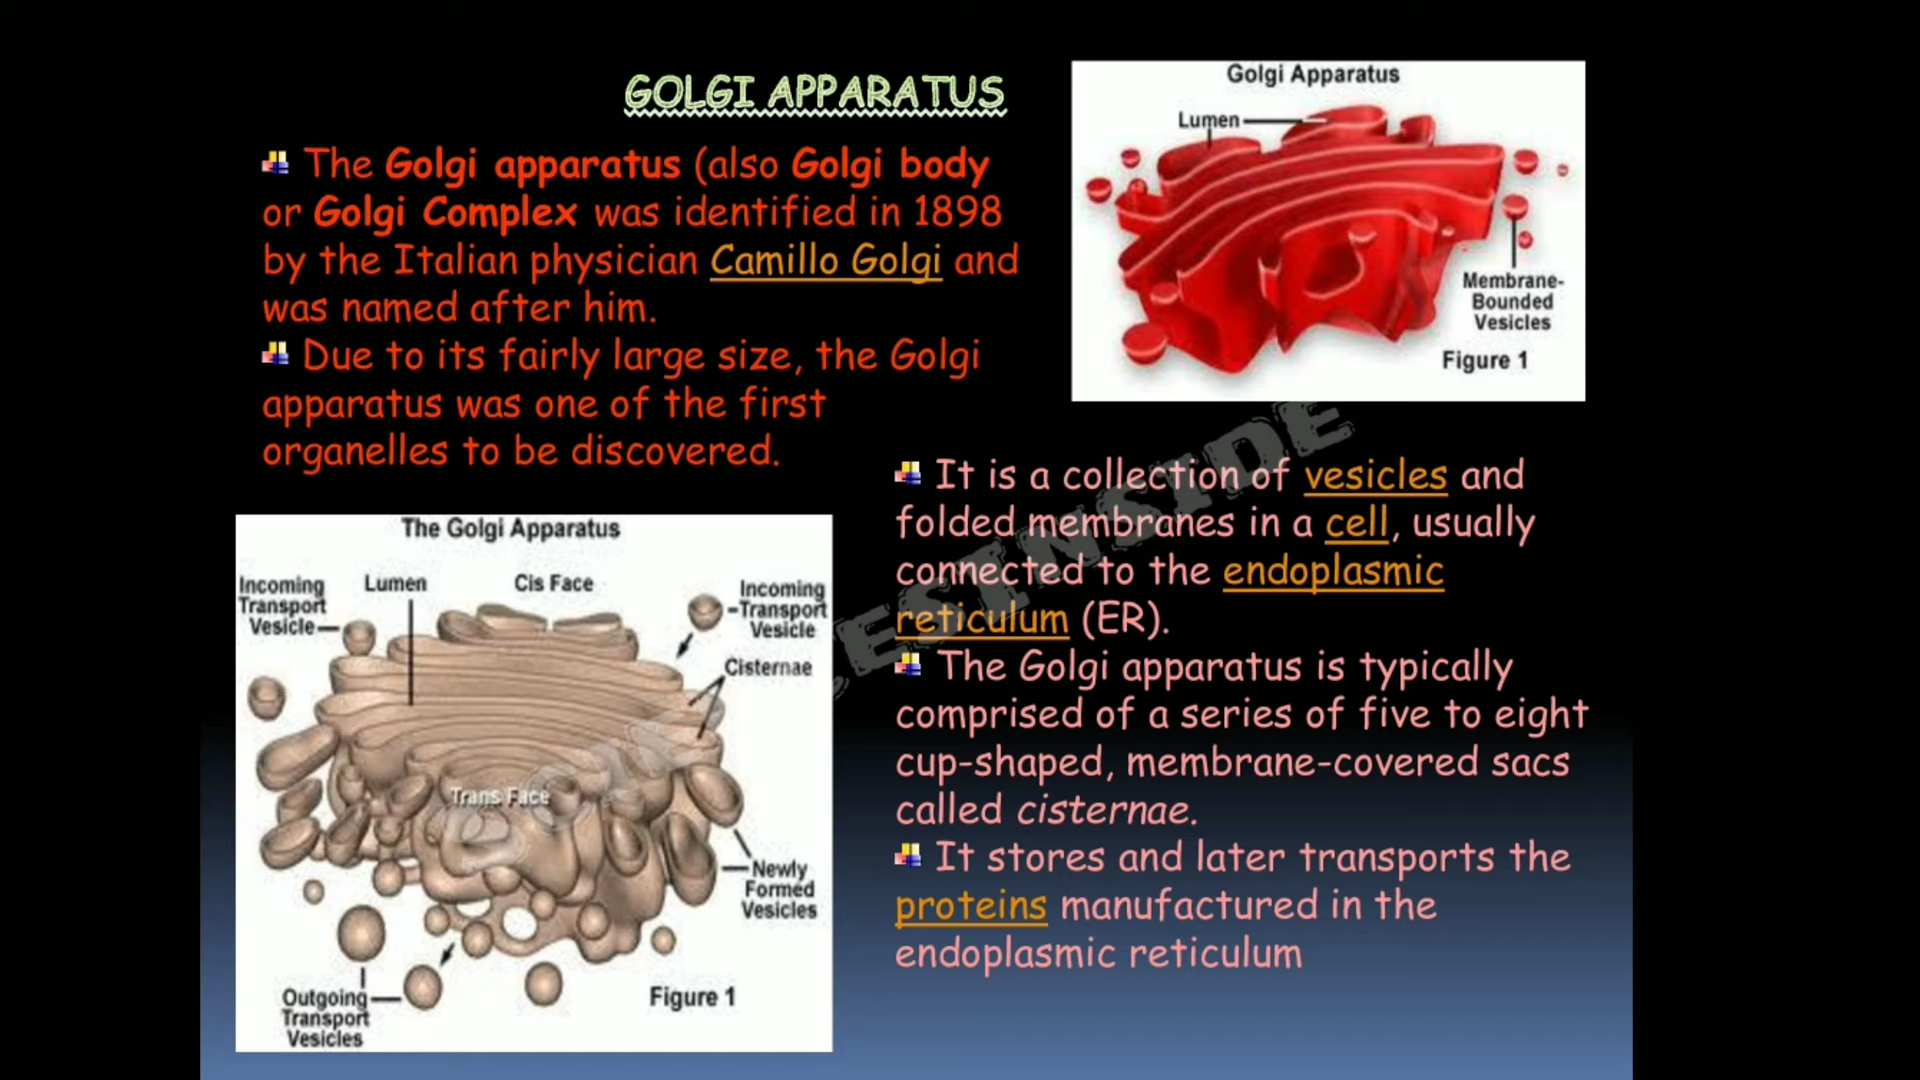 GOLGI APPARATUS
The Golgi apparatus (also Golgi body
or Golgi Complex was identified in 1898
by the Italian physician Camillo Golgi and
was named after him.
Due to its fairly large size, the Golgi
apparatus was one of the first
organelles to be discovered.
Golgi Apparatus
Lumen
Membrane-
Bounded
Vesicles
Figure 1
It is a collection of vesicles and
folded membranes in a cell, usually
connected to the endoplasmic
reticulum (ER).
The Golgi apparatus is typically
comprised of a series of five to eight
cup-shaped, membrane-covered sacs
called cisternae.
It stores and later transports the
proteins manufactured in the
endoplasmic reticulum
The Golgi Apparatus
Incoming
Transport
Vesicle
Lumen
Cis Face
Incoming
Transport
Vesicle
Cisternae
Trans Face
Newly
Formed
Vesicles
Outgoing
Transport
Vesicles
Figure 1